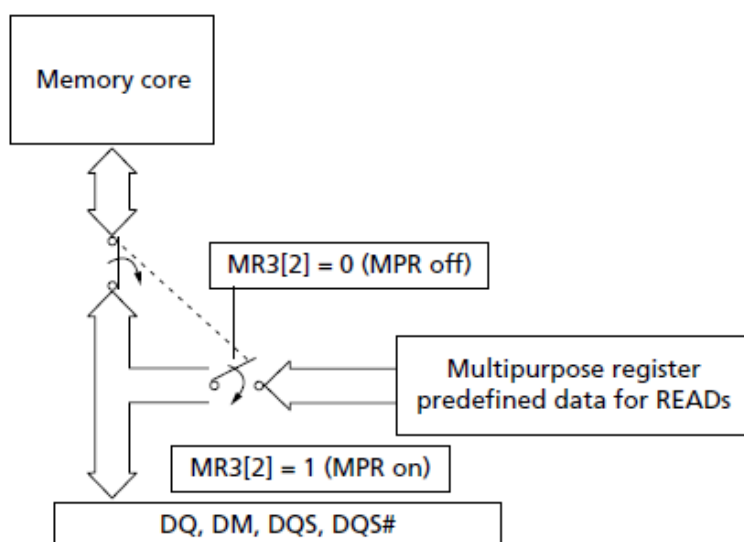 Memory core
MR3[2] = 0 (MPR off)
Multipurpose register
predefined data for READs
MR3[2] = 1 (MPR on)
DQ, DM, DQS, DQS#